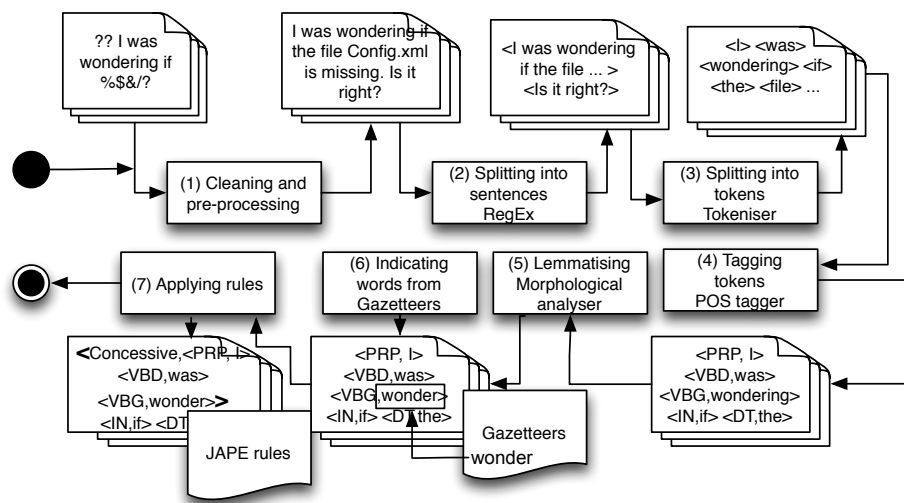 ?? I was
wondering if
%$&/?
I was wondering if
the file Config.xml
is missing. Is it
right?
<I was wondering
if the file ... >
<Is it right?>
<I> <was>
<wondering> <if>
<the> <file> ...
(1) Cleaning and
pre-processing
(2) Splitting into
sentences
RegEx
(3) Splitting into
tokens
Tokeniser
(4) Tagging
tokens
POS tagger
(5) Lemmatising
Morphological
analyser
(6) Indicating
words from
Gazetteers
(7) Applying rules
<Concessive,<PRP, I>
<VBD,was>
<VBG,wonder>>
<IN,if> <DT
JAPE rules
<PRP, I>
<VBD,was>
<VBG,wonder>
<IN,if> <DT,the>
Gazetteers
wonder
<PRP, I>
<VBD,was>
<VBG,wondering>
<IN,if> <DT,the>